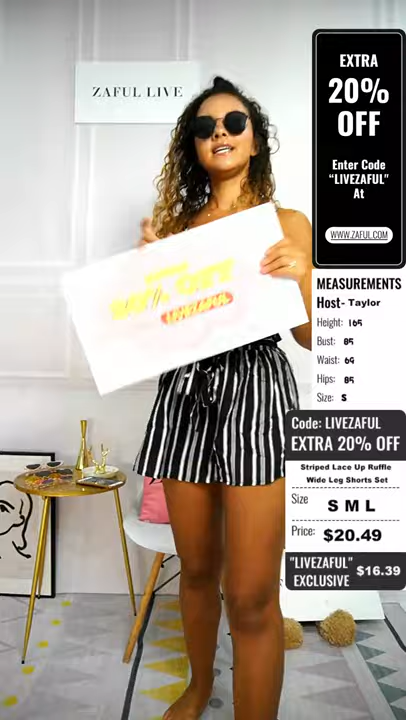 ZAFUL LIVE
EXTRA
20%
OFF
Enter Code
"LIVEZAFUL"
At
WWW.ZAFUL.COM
OFF
LIVEZAFUL
MEASUREMENTS
Host- Taylor
Height: 165
Bust: 85
Waist: 69
Hips: 85
Size: S
Code: LIVEZAFUL
EXTRA 20% OFF
Striped Lace Up Ruffle
Wide Leg Shorts Set
Size S M L
Price: $20.49
"LIVEZAFUL" $16.39
EXCLUSIVE